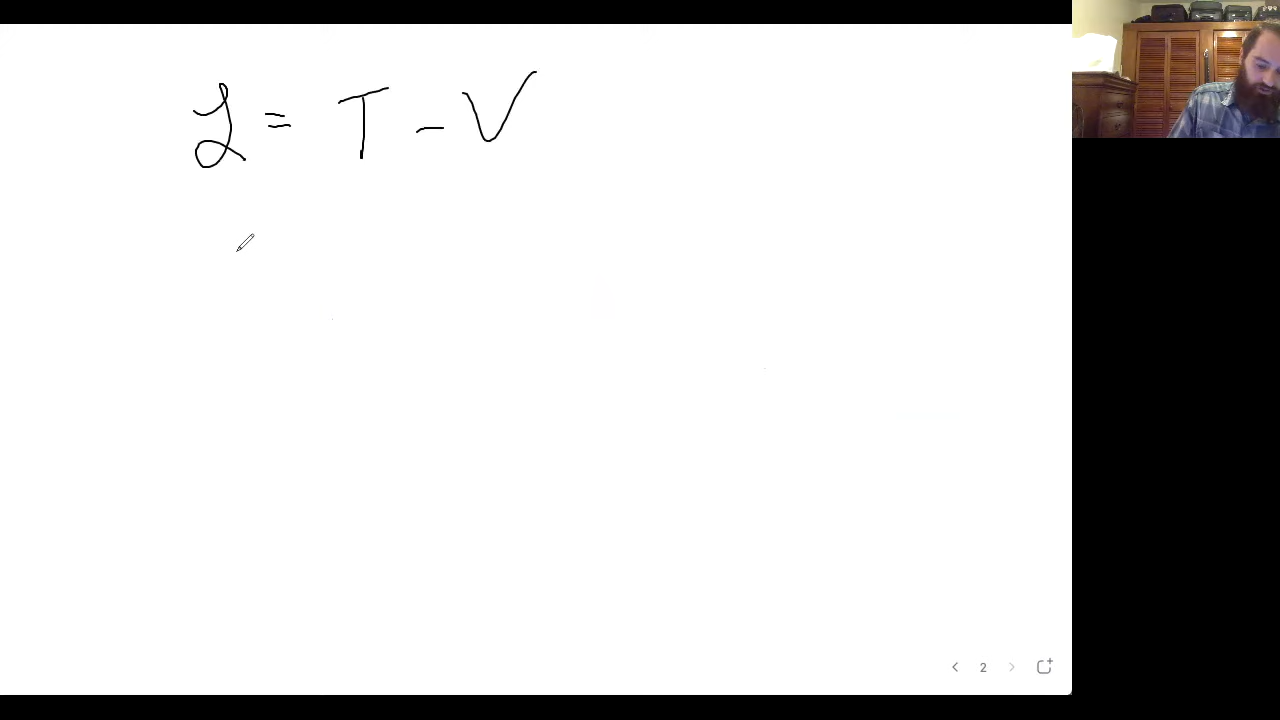 ℒ = T - V
2